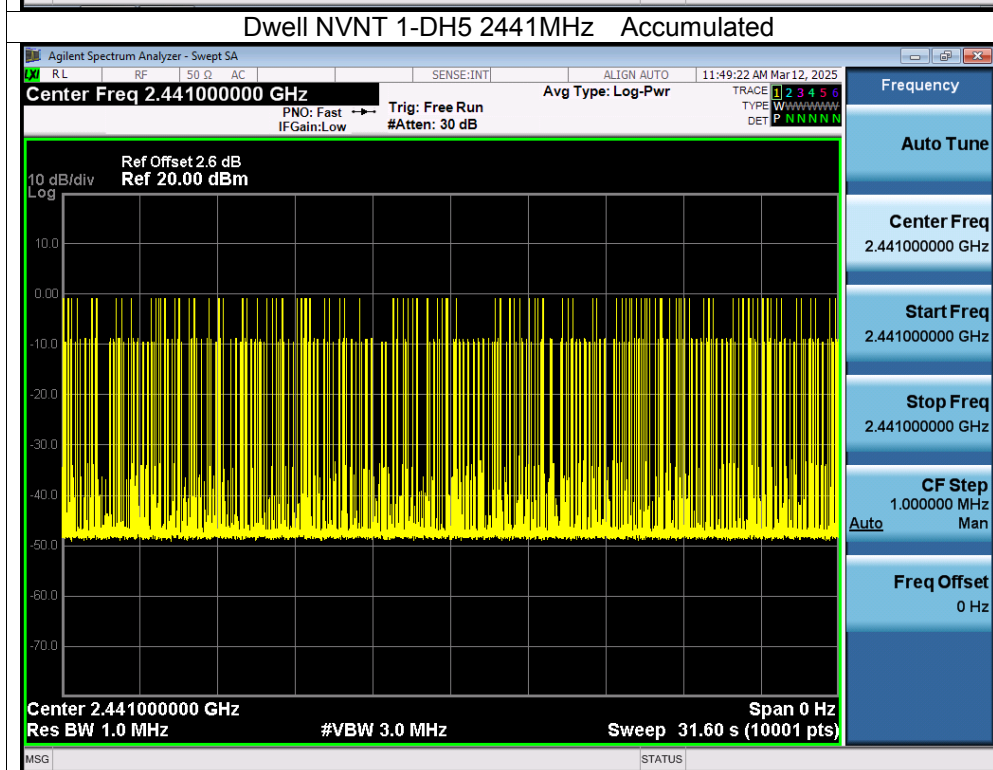 Dwell NVNT 1-DH5 2441MHz Accumulated
Agilent Spectrum Analyzer - Swept SA
LXI RL RF 50 Ω AC SENSE:INT ALIGN AUTO 11:49:22 AM Mar 12, 2025
Center Freq 2.441000000 GHz
PNO: Fast
IFGain:Low
Trig: Free Run
#Atten: 30 dB
Avg Type: Log-Pwr
TRACE 1 2 3 4 5 6
TYPE WWWWWWW
DET P N N N N N
Ref Offset 2.6 dB
10 dB/div Ref 20.00 dBm
Log
10.0
0.00
-10.0
-20.0
-30.0
-40.0
-50.0
-60.0
-70.0
Center 2.441000000 GHz Span 0 Hz
Res BW 1.0 MHz #VBW 3.0 MHz Sweep 31.60 s (10001 pts)
MSG STATUS
Frequency
Auto Tune
Center Freq
2.441000000 GHz
Start Freq
2.441000000 GHz
Stop Freq
2.441000000 GHz
CF Step
1.000000 MHz
Auto Man
Freq Offset
0 Hz